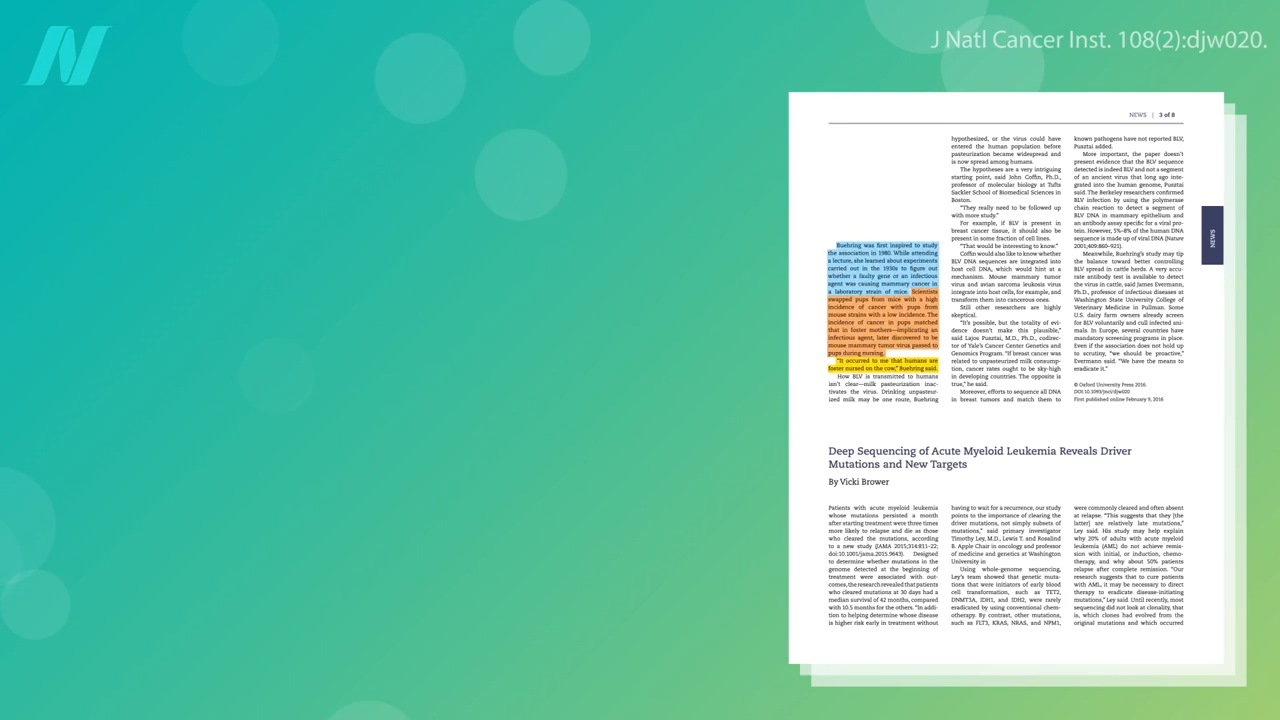 J Natl Cancer Inst. 108(2):djw020.
NEWS | 3 of 8
Buehring was first inspired to study
the association in 1980. While attending
a lecture, she learned about experiments
carried out in the 1930s to figure out
whether a faulty gene or an infectious
agent was causing mammary cancer in
a laboratory strain of mice. Scientists
swapped pups from mice with a high
incidence of cancer with pups from
mouse strains with a low incidence. The
incidence of cancer in pups matched
that in foster mothers—implicating an
infectious agent, later discovered to be
mouse mammary tumor virus passed to
pups during nursing.
"It occurred to me that humans are
foster nursed on the cow," Buehring said.
How BLV is transmitted to humans
isn't clear—milk pasteurization inac-
tivates the virus. Drinking unpasteur-
ized milk may be one route, Buehring
hypothesized, or the virus could have
entered the human population before
pasteurization became widespread and
is now spread among humans.
The hypotheses are a very intriguing
starting point, said John Coffin, Ph.D.,
professor of molecular biology at Tufts
Sackler School of Biomedical Sciences in
Boston.
"They really need to be followed up
with more study."
For example, if BLV is present in
breast cancer tissue, it should also be
present in some fraction of cell lines.
"That would be interesting to know."
Coffin would also like to know whether
BLV DNA sequences are integrated into
host cell DNA, which would hint at a
mechanism. Mouse mammary tumor
virus and avian sarcoma leukosis virus
integrate into host cells, for example, and
transform them into cancerous ones.
Still other researchers are highly
skeptical.
"It's possible, but the totality of evi-
dence doesn't make this plausible,"
said Lajos Pusztai, M.D., Ph.D., codirec-
tor of Yale's Cancer Center Genetics and
Genomics Program. "If breast cancer was
related to unpasteurized milk consump-
tion, cancer rates ought to be sky-high
in developing countries. The opposite is
true," he said.
Moreover, efforts to sequence all DNA
in breast tumors and match them to
known pathogens have not reported BLV,
Pusztai added.
More important, the paper doesn't
present evidence that the BLV sequence
detected is indeed BLV and not a segment
of an ancient virus that long ago inte-
grated into the human genome, Pusztai
said. The Berkeley researchers confirmed
BLV infection by using the polymerase
chain reaction to detect a segment of
BLV DNA in mammary epithelium and
an antibody assay specific for a viral pro-
tein. However, 5%–8% of the human DNA
sequence is made up of viral DNA (Nature
2001;409:860–921).
Meanwhile, Buehring's study may tip
the balance toward better controlling
BLV spread in cattle herds. A very accu-
rate antibody test is available to detect
the virus in cattle, said James Evermann,
Ph.D., professor of infectious diseases at
Washington State University College of
Veterinary Medicine in Pullman. Some
U.S. dairy farm owners already screen
for BLV voluntarily and cull infected ani-
mals. In Europe, several countries have
mandatory screening programs in place.
Even if the association does not hold up
to scrutiny, "we should be proactive,"
Evermann said. "We have the means to
eradicate it."
© Oxford University Press 2016.
DOI:10.1093/jnci/djw020
First published online February 9, 2016
NEWS
Deep Sequencing of Acute Myeloid Leukemia Reveals Driver
Mutations and New Targets
By Vicki Brower
Patients with acute myeloid leukemia
whose mutations persisted a month
after starting treatment were three times
more likely to relapse and die as those
who cleared the mutations, according
to a new study (JAMA 2015;314:811–22;
doi:10.1001/jama.2015.9643). Designed
to determine whether mutations in the
genome detected at the beginning of
treatment were associated with out-
comes, the research revealed that patients
who cleared mutations at 30 days had a
median survival of 42 months, compared
with 10.5 months for the others. "In addi-
tion to helping determine whose disease
is higher risk early in treatment without
having to wait for a recurrence, our study
points to the importance of clearing the
driver mutations, not simply subsets of
mutations," said primary investigator
Timothy Ley, M.D., Lewis T. and Rosalind
B. Apple Chair in oncology and professor
of medicine and genetics at Washington
University in
Using whole-genome sequencing,
Ley's team showed that genetic muta-
tions that were initiators of early blood
cell transformation, such as TET2,
DNMT3A, IDH1, and IDH2, were rarely
eradicated by using conventional chem-
otherapy. By contrast, other mutations,
such as FLT3, KRAS, NRAS, and NPM1,
were commonly cleared and often absent
at relapse. "This suggests that they [the
latter] are relatively late mutations,"
Ley said. His study may help explain
why 20% of adults with acute myeloid
leukemia (AML) do not achieve remis-
sion with initial, or induction, chemo-
therapy, and why about 50% patients
relapse after complete remission. "Our
research suggests that to cure patients
with AML, it may be necessary to direct
therapy to eradicate disease-initiating
mutations," Ley said. Until recently, most
sequencing did not look at clonality, that
is, which clones had evolved from the
original mutations and which occurred